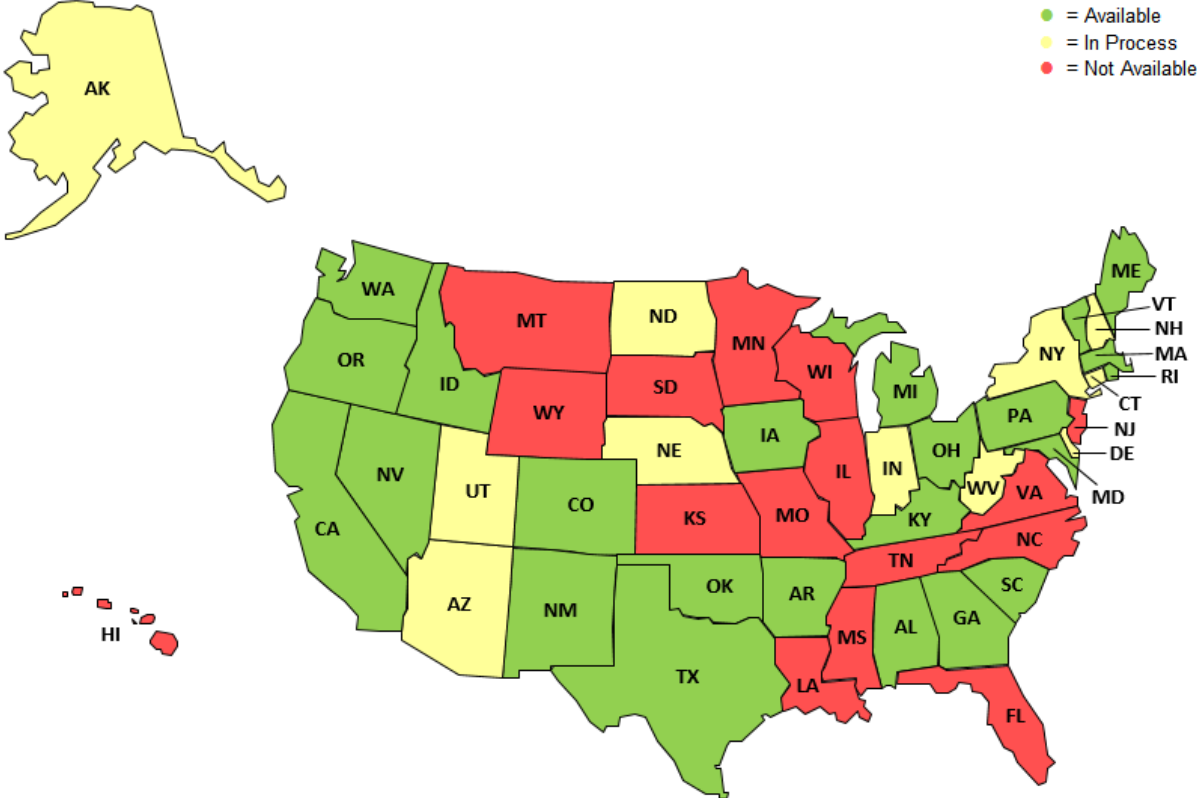 = Available
= In Process
= Not Available
AK
WA
ME
MT
ND
VT
NH
OR
MN
NY
MA
WI
RI
ID
SD
MI
CT
WY
PA
NJ
IA
NE
OH
DE
NV
IL
IN
UT
WV
VA
MD
CO
KS
MO
KY
CA
NC
TN
OK
AR
SC
AZ
NM
GA
AL
HI
MS
TX
LA
FL